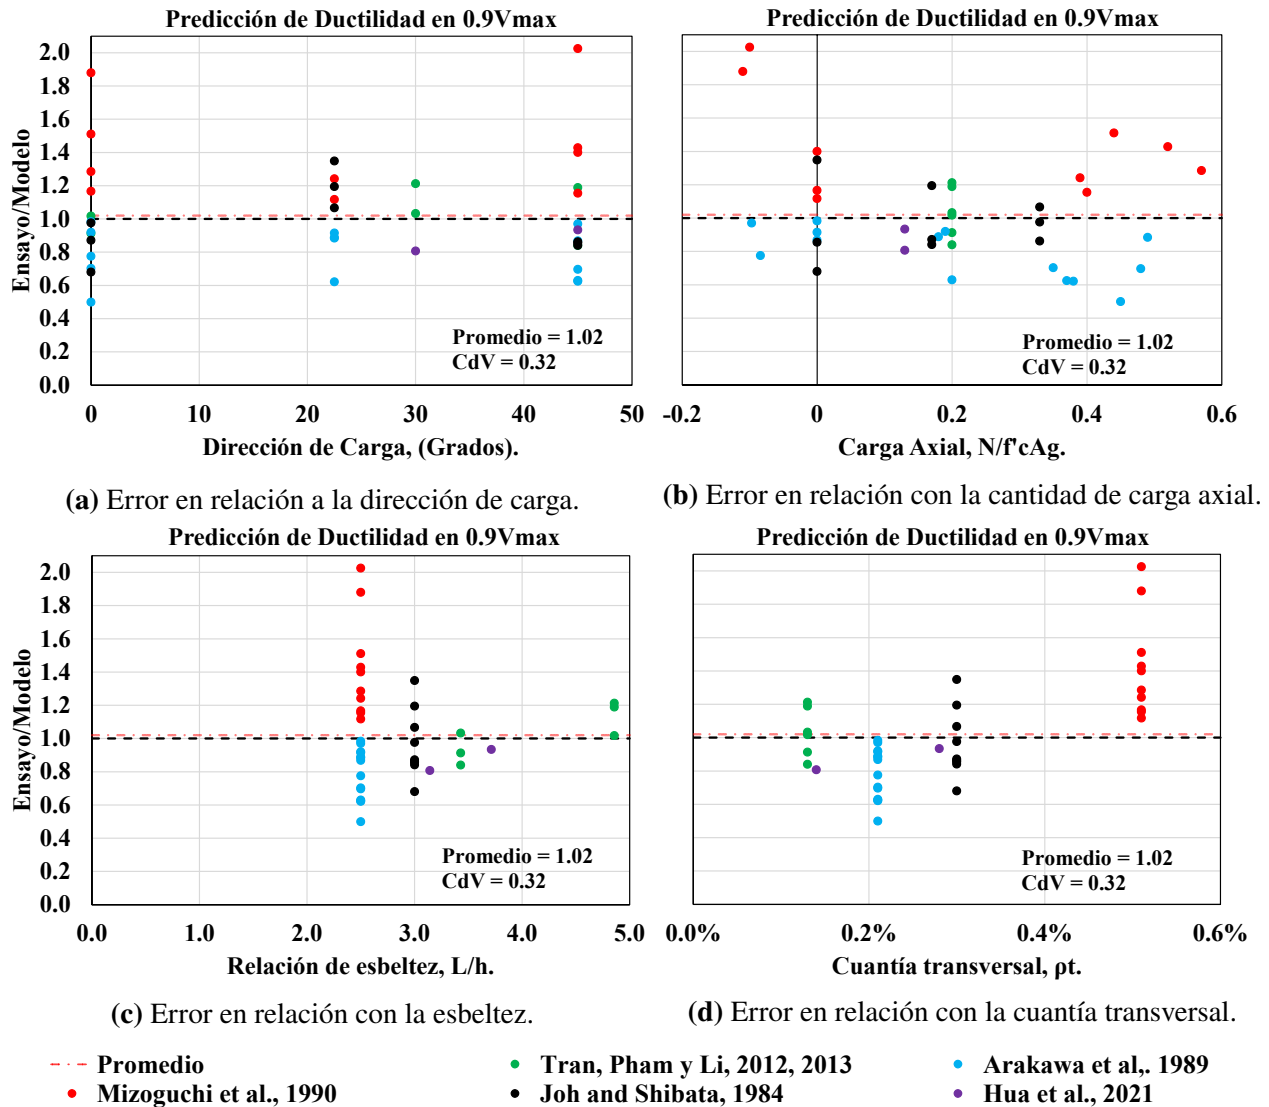 Predicción de Ductilidad en 0.9Vmax
Ensayo/Modelo
2.0
1.8
1.6
1.4
1.2
1.0
0.8
0.6
0.4
0.2
0.0
Promedio = 1.02
CdV = 0.32
0 10 20 30 40 50
Dirección de Carga, (Grados).
(a) Error en relación a la dirección de carga.
Predicción de Ductilidad en 0.9Vmax
Promedio = 1.02
CdV = 0.32
-0.2 0 0.2 0.4 0.6
Carga Axial, N/f'cAg.
(b) Error en relación con la cantidad de carga axial.
Predicción de Ductilidad en 0.9Vmax
Ensayo/Modelo
2.0
1.8
1.6
1.4
1.2
1.0
0.8
0.6
0.4
0.2
0.0
Promedio = 1.02
CdV = 0.32
0.0 1.0 2.0 3.0 4.0 5.0
Relación de esbeltez, L/h.
(c) Error en relación con la esbeltez.
Predicción de Ductilidad en 0.9Vmax
Promedio = 1.02
CdV = 0.32
0.0% 0.2% 0.4% 0.6%
Cuantía transversal, ρt.
(d) Error en relación con la cuantía transversal.
Promedio
Tran, Pham y Li, 2012, 2013
Arakawa et al,. 1989
Mizoguchi et al., 1990
Joh and Shibata, 1984
Hua et al., 2021